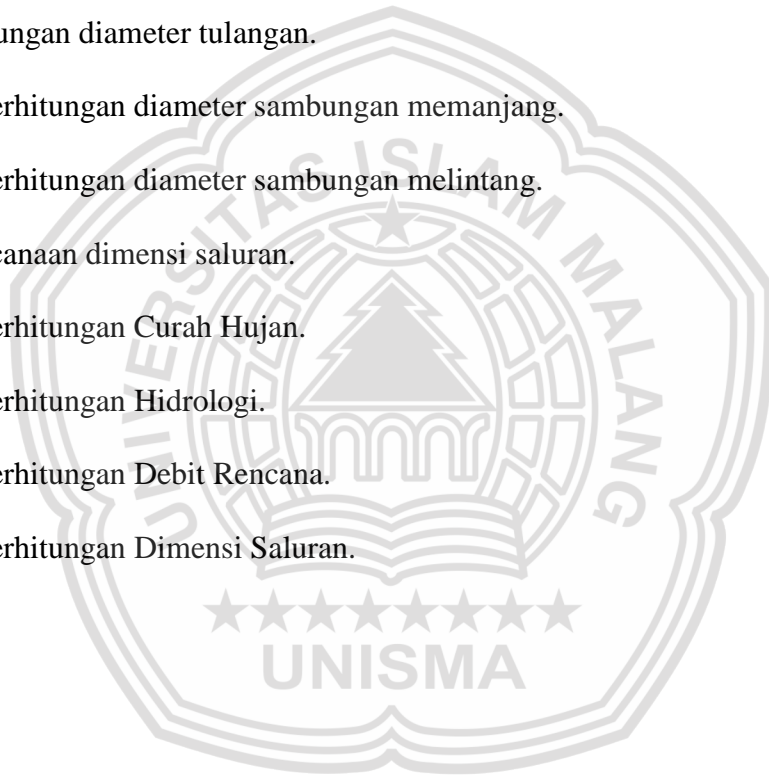 ungan diameter tulangan.
erhitungan diameter sambungan memanjang.
erhitungan diameter sambungan melintang.
canaan dimensi saluran.
erhitungan Curah Hujan.
erhitungan Hidrologi.
erhitungan Debit Rencana.
erhitungan Dimensi Saluran.
UNIVERSITAS ISLAM MALANG
UNISMA